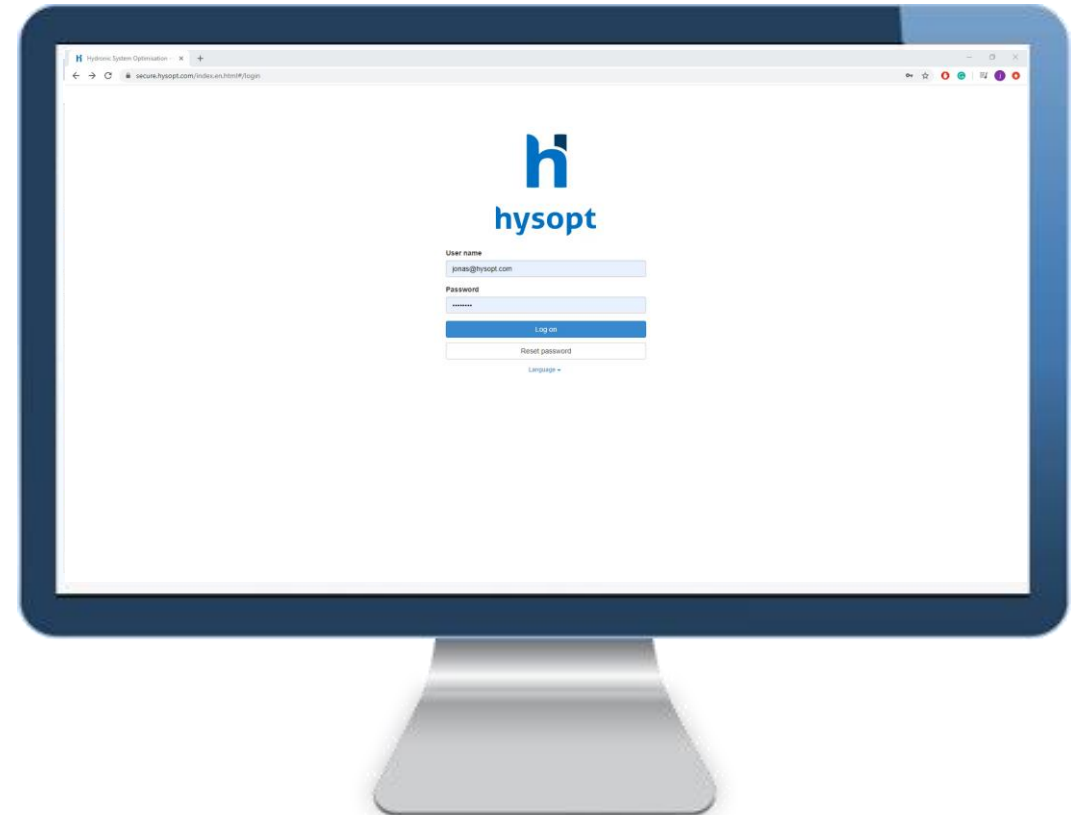 Hydronic System Optimisation
secure.hysopt.com/index.en.html#/login
hysopt
User name
jonas@hysopt.com
Password
Log on
Reset password
Language